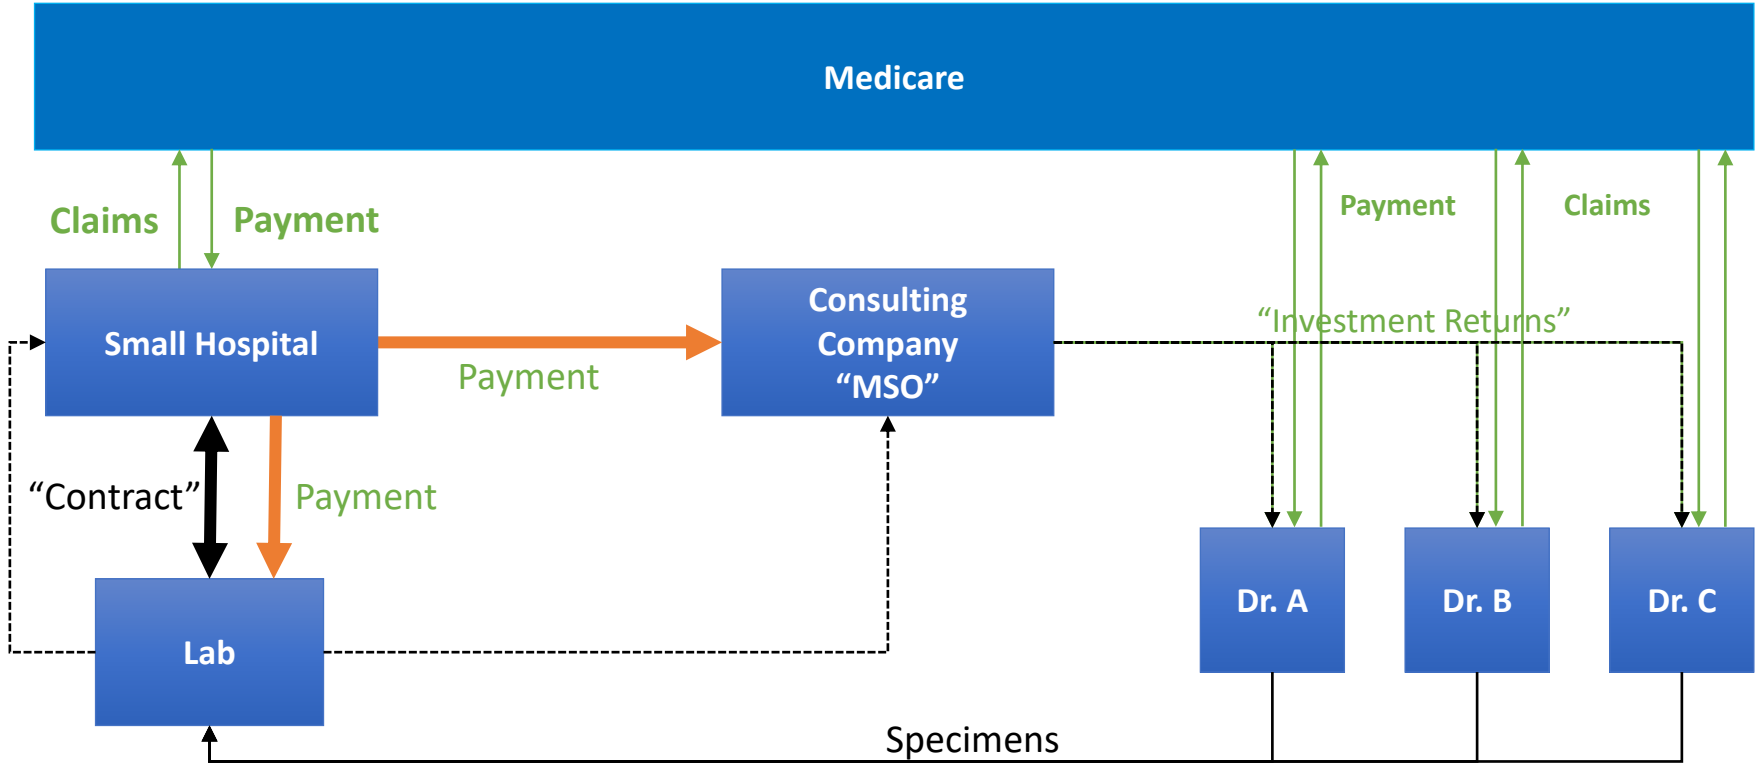 Medicare
Claims
Payment
Payment
Claims
Small Hospital
Payment
Consulting
Company
“MSO”
“Investment Returns”
“Contract”
Payment
Lab
Dr. A
Dr. B
Dr. C
Specimens